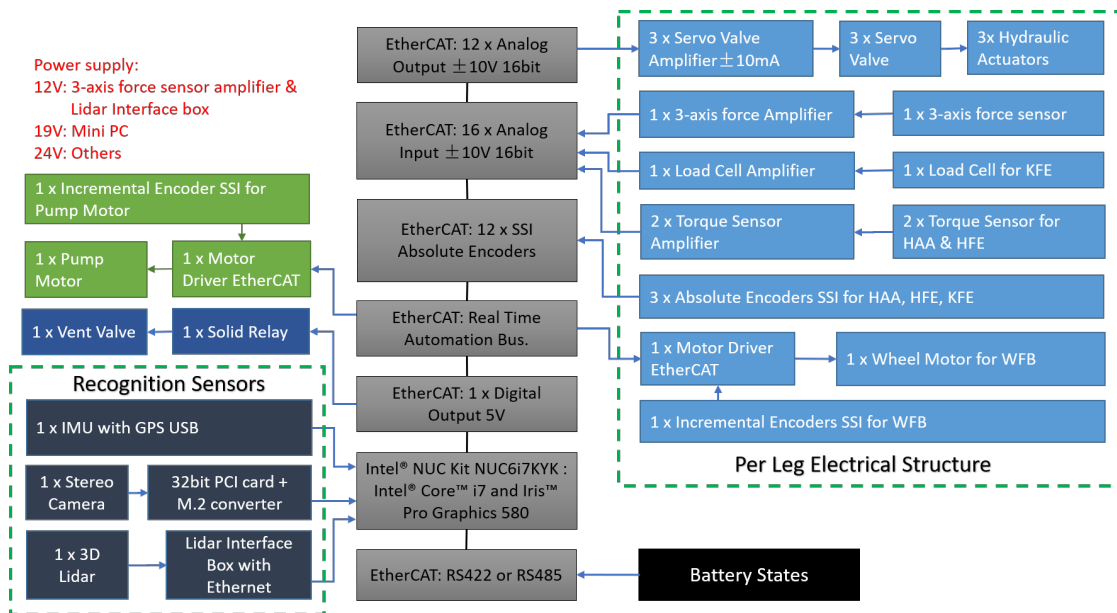 Power supply:
12V: 3-axis force sensor amplifier &
Lidar Interface box
19V: Mini PC
24V: Others
1 x Incremental Encoder SSI for
Pump Motor
1 x Pump
Motor
1 x Motor
Driver EtherCAT
1 x Vent Valve
1 x Solid Relay
Recognition Sensors
1 x IMU with GPS USB
1 x Stereo
Camera
32bit PCI card +
M.2 converter
1 x 3D
Lidar
Lidar Interface
Box with
Ethernet
EtherCAT: 12 x Analog
Output ±10V 16bit
EtherCAT: 16 x Analog
Input ±10V 16bit
EtherCAT: 12 x SSI
Absolute Encoders
EtherCAT: Real Time
Automation Bus.
EtherCAT: 1 x Digital
Output 5V
Intel® NUC Kit NUC6i7KYK :
Intel® Core™ i7 and Iris™
Pro Graphics 580
EtherCAT: RS422 or RS485
3 x Servo Valve
Amplifier±10mA
3 x Servo
Valve
3x Hydraulic
Actuators
1 x 3-axis force Amplifier
1 x 3-axis force sensor
1 x Load Cell Amplifier
1 x Load Cell for KFE
2 x Torque Sensor
Amplifier
2 x Torque Sensor for
HAA & HFE
3 x Absolute Encoders SSI for HAA, HFE, KFE
1 x Motor Driver
EtherCAT
1 x Wheel Motor for WFB
1 x Incremental Encoders SSI for WFB
Per Leg Electrical Structure
Battery States